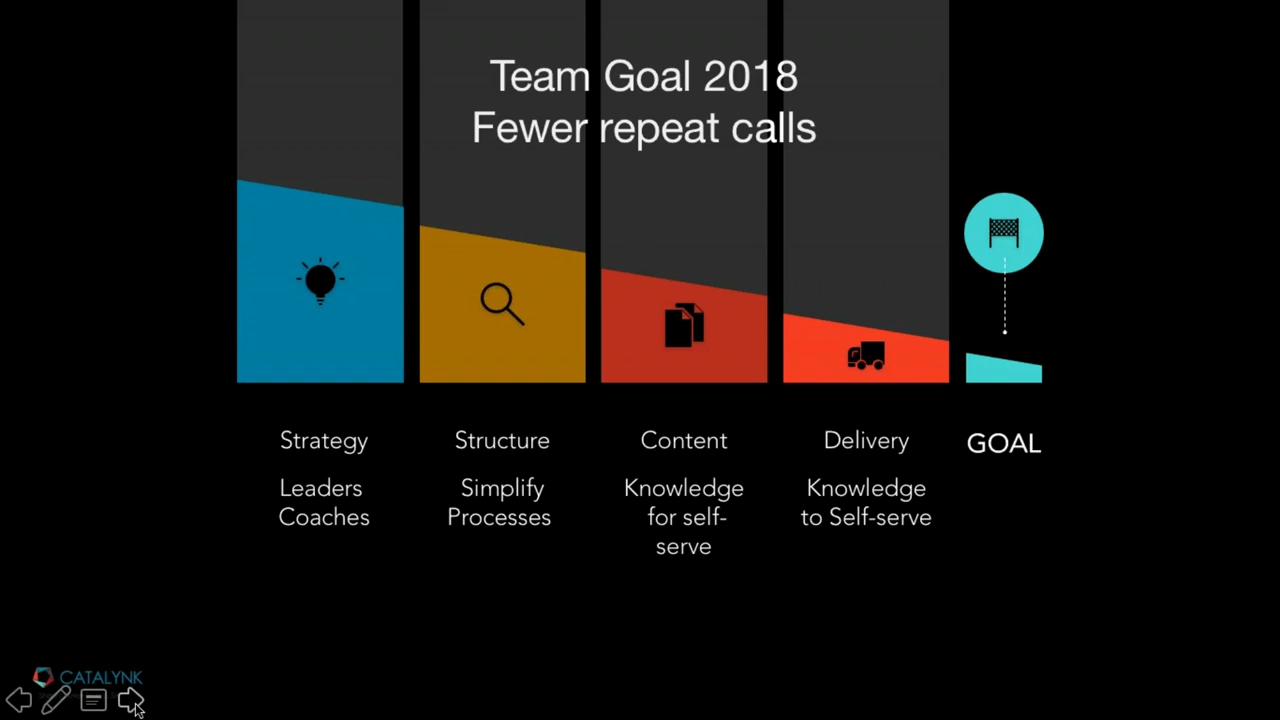 Team Goal 2018
Fewer repeat calls
Strategy
Structure
Content
Delivery
GOAL
Leaders
Coaches
Simplify
Processes
Knowledge
for self-
serve
Knowledge
to Self-serve
CATALYNK